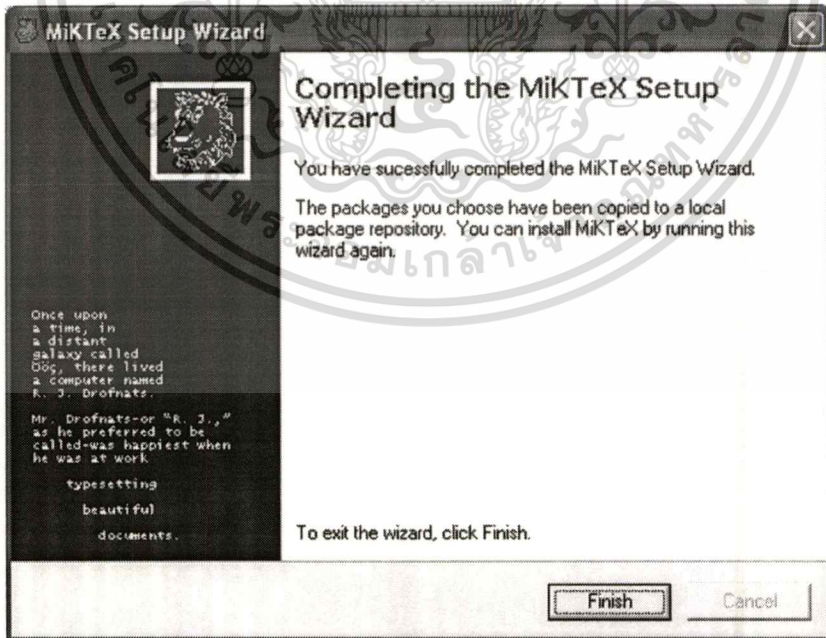 MiKTeX Setup Wizard
Completing the MiKTeX Setup
Wizard
You have sucessfully completed the MiKTeX Setup Wizard.
The packages you choose have been copied to a local
package repository. You can install MiKTeX by running this
wizard again.
Once upon
a time, in
a distant
galaxy called
Ööç, there lived
a computer named
R. J. Drofnats.
Mr. Drofnats-or "R. J.,"
as he preferred to be
called-was happiest when
he was at work
typesetting
beautiful
documents.
To exit the wizard, click Finish.
Finish
Cancel